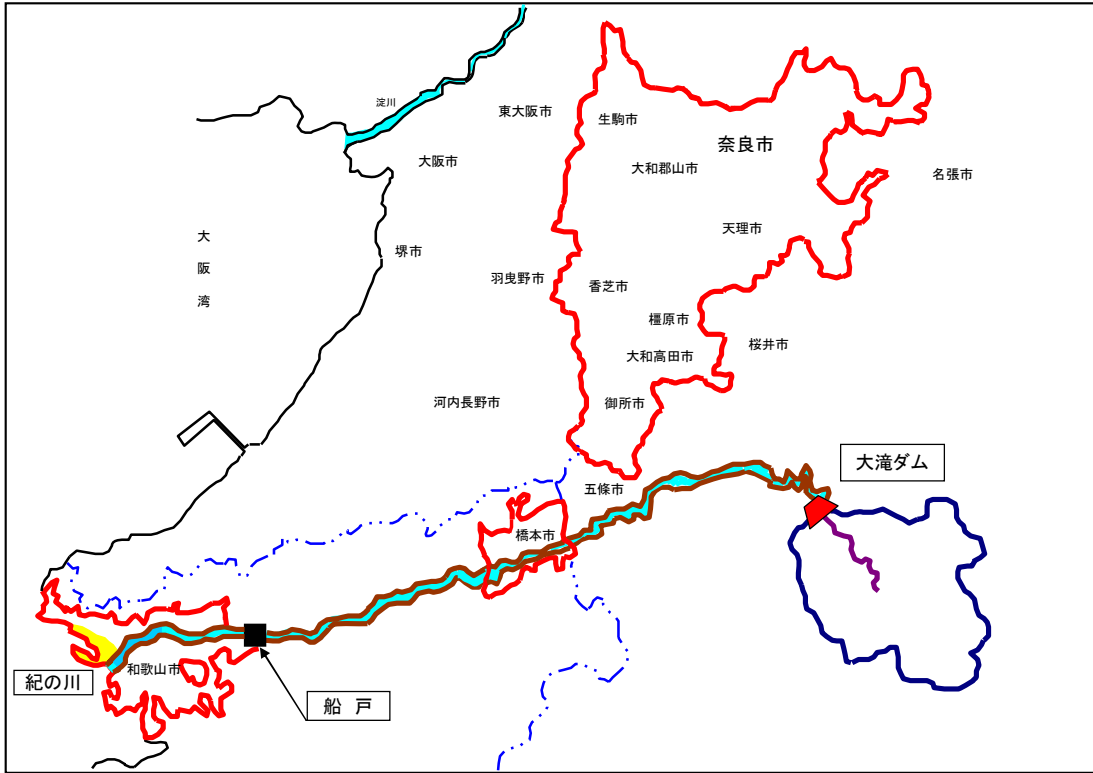 淀川
東大阪市
生駒市
奈良市
大阪市
大和郡山市
名張市
天理市
大阪湾
堺市
羽曳野市
香芝市
橿原市
桜井市
大和高田市
河内長野市
御所市
大滝ダム
五條市
橋本市
和歌山市
紀の川
船 戸